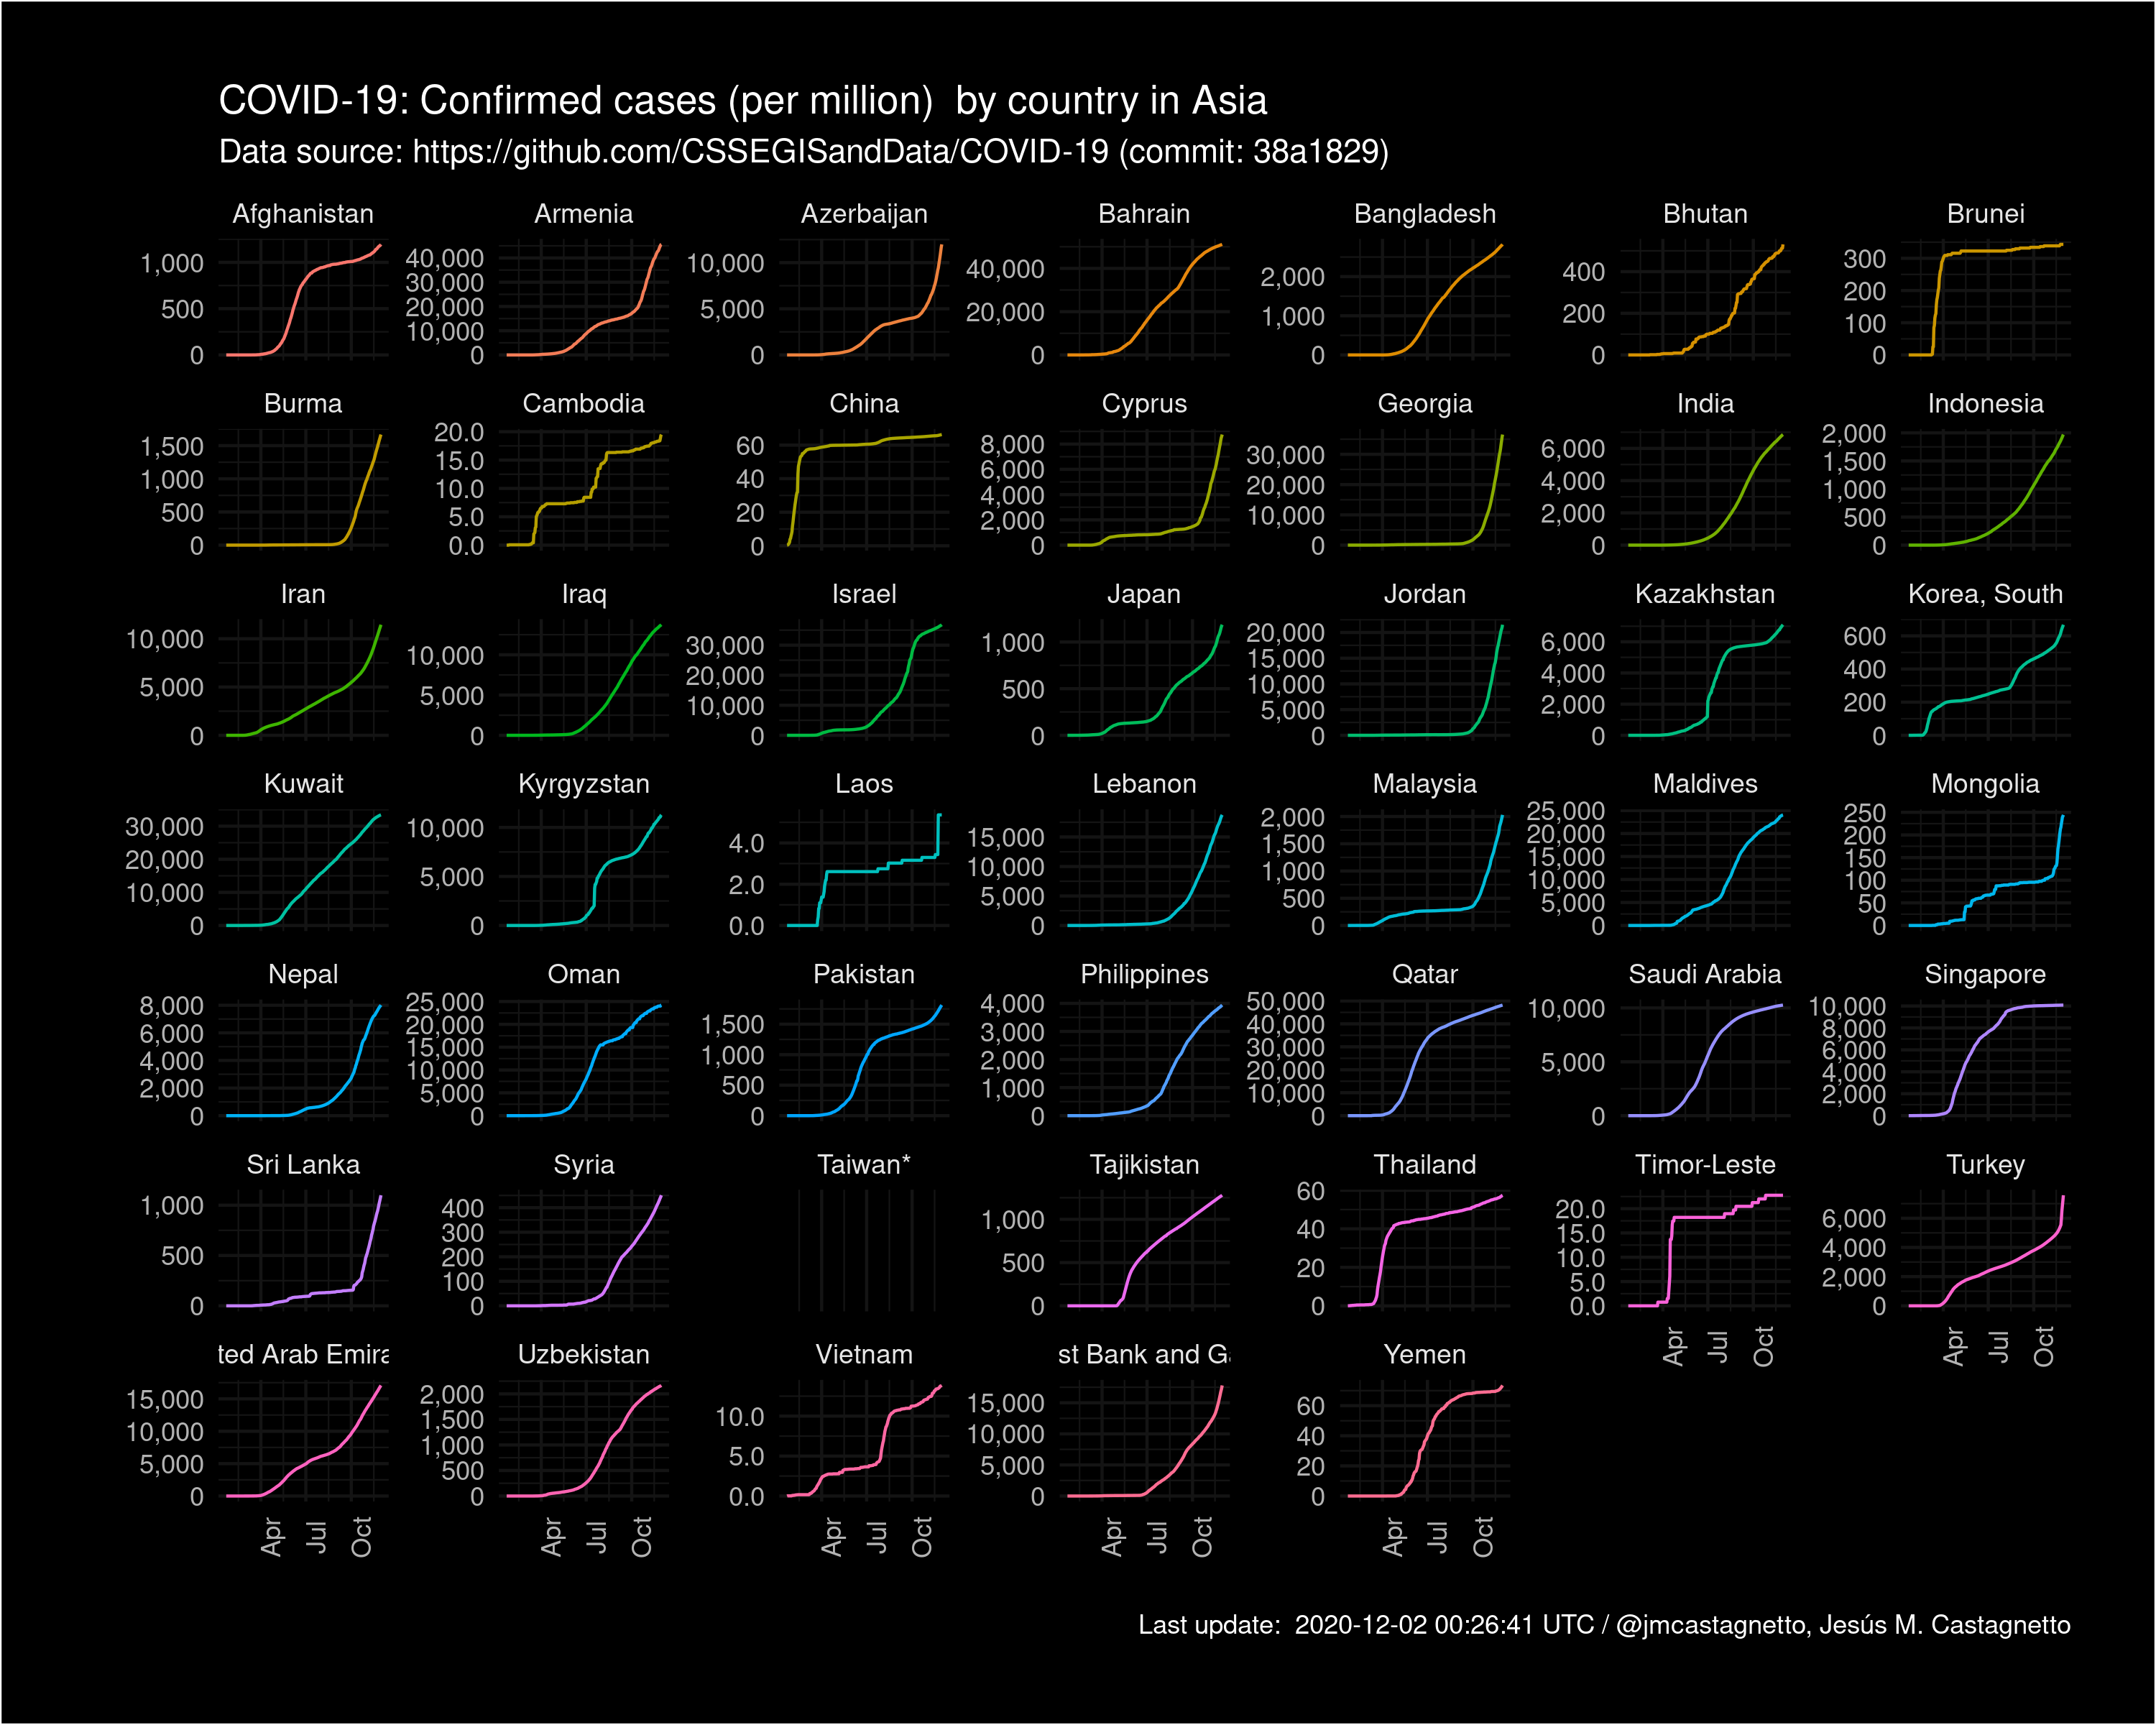 COVID-19: Confirmed cases (per million)  by country in Asia
Data source: https://github.com/CSSEGISandData/COVID-19 (commit: 38a1829)
Afghanistan Armenia Azerbaijan Bahrain Bangladesh Bhutan Brunei
1,000 500 0
40,000 30,000 20,000 10,000 0
10,000 5,000 0
40,000 20,000 0
2,000 1,000 0
400 200 0
300 200 100 0
Burma Cambodia China Cyprus Georgia India Indonesia
1,500 1,000 500 0
20.0 15.0 10.0 5.0 0.0
60 40 20 0
8,000 6,000 4,000 2,000 0
30,000 20,000 10,000 0
6,000 4,000 2,000 0
2,000 1,500 1,000 500 0
Iran Iraq Israel Japan Jordan Kazakhstan Korea, South
10,000 5,000 0
10,000 5,000 0
30,000 20,000 10,000 0
1,000 500 0
20,000 15,000 10,000 5,000 0
6,000 4,000 2,000 0
600 400 200 0
Kuwait Kyrgyzstan Laos Lebanon Malaysia Maldives Mongolia
30,000 20,000 10,000 0
10,000 5,000 0
4.0 2.0 0.0
15,000 10,000 5,000 0
2,000 1,500 1,000 500 0
25,000 20,000 15,000 10,000 5,000 0
250 200 150 100 50 0
Nepal Oman Pakistan Philippines Qatar Saudi Arabia Singapore
8,000 6,000 4,000 2,000 0
25,000 20,000 15,000 10,000 5,000 0
1,500 1,000 500 0
4,000 3,000 2,000 1,000 0
50,000 40,000 30,000 20,000 10,000 0
10,000 5,000 0
10,000 8,000 6,000 4,000 2,000 0
Sri Lanka Syria Taiwan* Tajikistan Thailand Timor-Leste Turkey
1,000 500 0
400 300 200 100 0
1,000 500 0
60 40 20 0
20.0 15.0 10.0 5.0 0.0
6,000 4,000 2,000 0
Apr Jul Oct
Apr Jul Oct
ted Arab Emira Uzbekistan Vietnam st Bank and Ga Yemen
15,000 10,000 5,000 0
2,000 1,500 1,000 500 0
10.0 5.0 0.0
15,000 10,000 5,000 0
60 40 20 0
Apr Jul Oct
Apr Jul Oct
Apr Jul Oct
Apr Jul Oct
Apr Jul Oct
Last update:  2020-12-02 00:26:41 UTC / @jmcastagnetto, Jesús M. Castagnetto